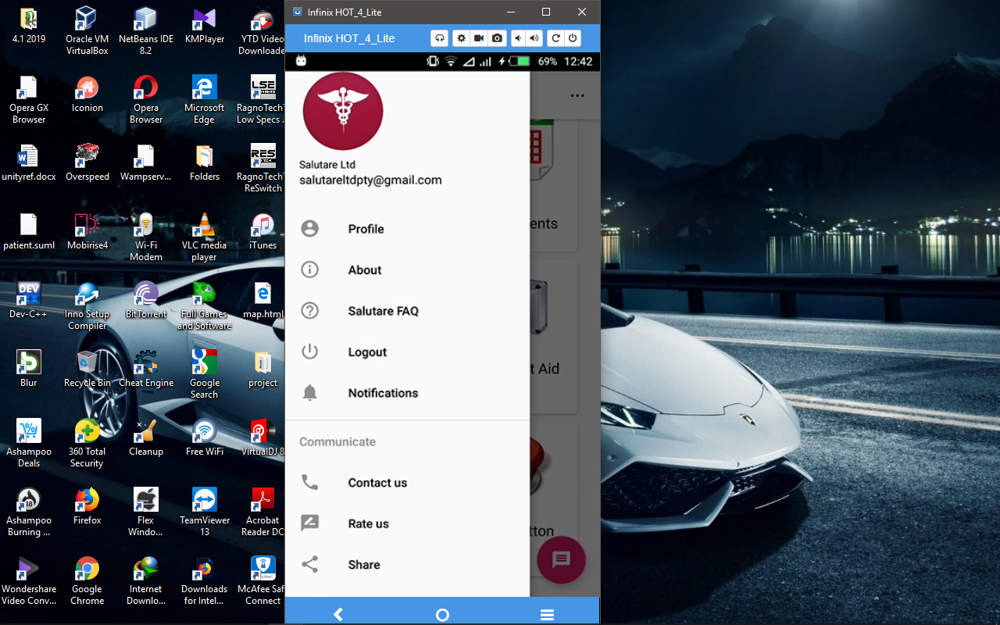 Infinix HOT_4_Lite
Infinix HOT_4_Lite
69% 12:42
Salutare Ltd
salutareltdpty@gmail.com
Profile
About
Salutare FAQ
Logout
Notifications
Communicate
Contact us
Rate us
Share
ents
t Aid
tton
4.1 2019
Oracle VM
VirtualBox
NetBeans IDE
8.2
KMPlayer
YTD Video
Downloade
Opera GX
Browser
Iconion
Opera
Browser
Microsoft
Edge
LSE
RagnoTech
Low Specs .
unityref.docx
Overspeed
Wampserv...
Folders
RES
RagnoTech
ReSwitch
patient.suml
Mobirise4
Wi-Fi
Modem
VLC media
player
iTunes
DEV
Dev-C++
Inno Setup
Compiler
BitTorrent
Full Games
and Software
map.html
Blur
Recycle Bin
Cheat Engine
Google
Search
project
Ashampoo
Deals
360 Total
Security
Cleanup
Free WiFi
VirtualDJ 8
18
Ashampoo
Burning ...
Firefox
Flex
Windo...
TeamViewer
13
Acrobat
Reader DC
Wondershare
Video Conv...
Google
Chrome
Internet
Downlo...
Downloads
for Intel...
McAfee Saf
Connect